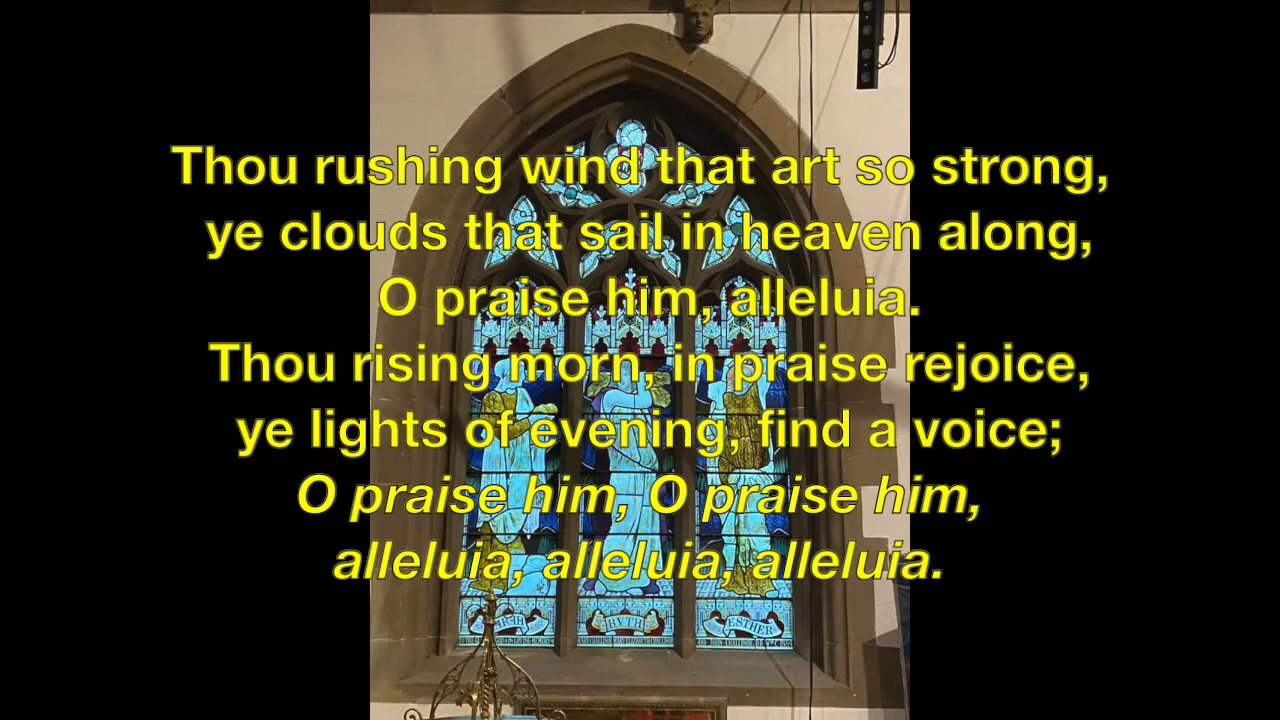 Thou rushing wind that art so strong,
ye clouds that sail in heaven along,
O praise him, alleluia.
Thou rising morn, in praise rejoice,
ye lights of evening, find a voice;
O praise him, O praise him,
alleluia, alleluia, alleluia.
RVTH
ESTHER